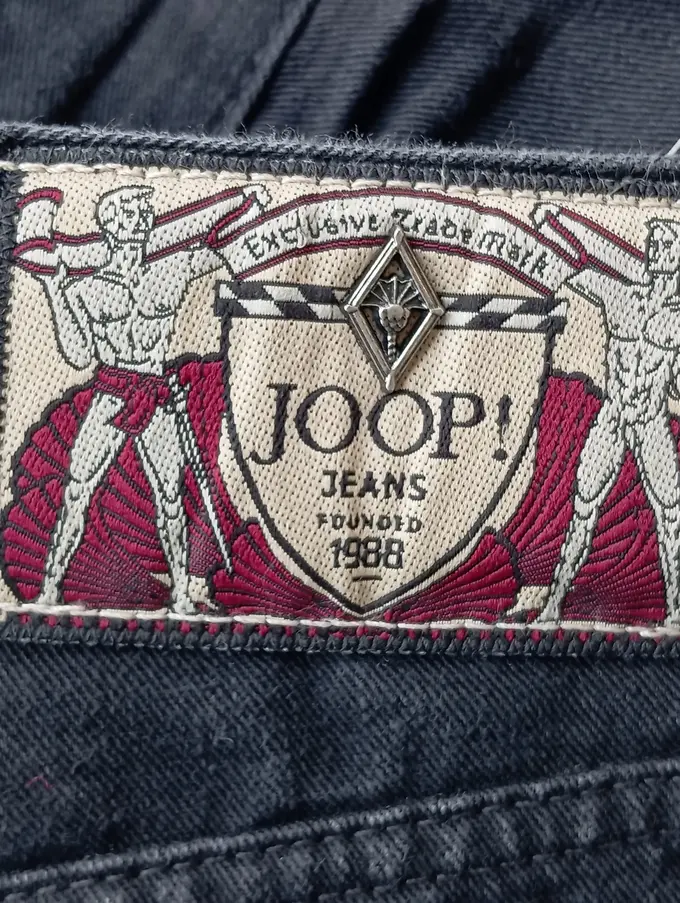 Exclusive Trade Mark
JOOP!
JEANS
FOUNDED
1988